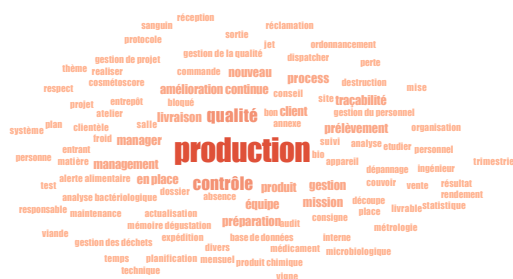 réception
sanguin réclamation
protocole sortie
jet ordonnancement
gestion de projet gestion de la qualité dispatcher perte
thème réaliser commande nouveau process destruction
cosmétoscore
respect amélioration continue conseil mise
projet entrepôt bloqué site traçabilité
atelier livraison qualité bon client gestion du personnel
système plan clientèle salle annexe prélèvement organisation
froid manager production suivi analyse etudier personnel
entrant
personne matière management bio appareil trimestrie
dépannage ingénieur
alerte alimentaire en place contrôle produit gestion convoir vente résultat
test dossier rendement
analyse bactériologique absence équipe mission découpe livrable statistique
responsable maintenance actualisation préparation audit consigne place
mémoire dégustation métrologie
viande expédition base de données interne
gestion des déchets divers médicament microbiologique
temps planification mensuel produit chimique
technique vigne